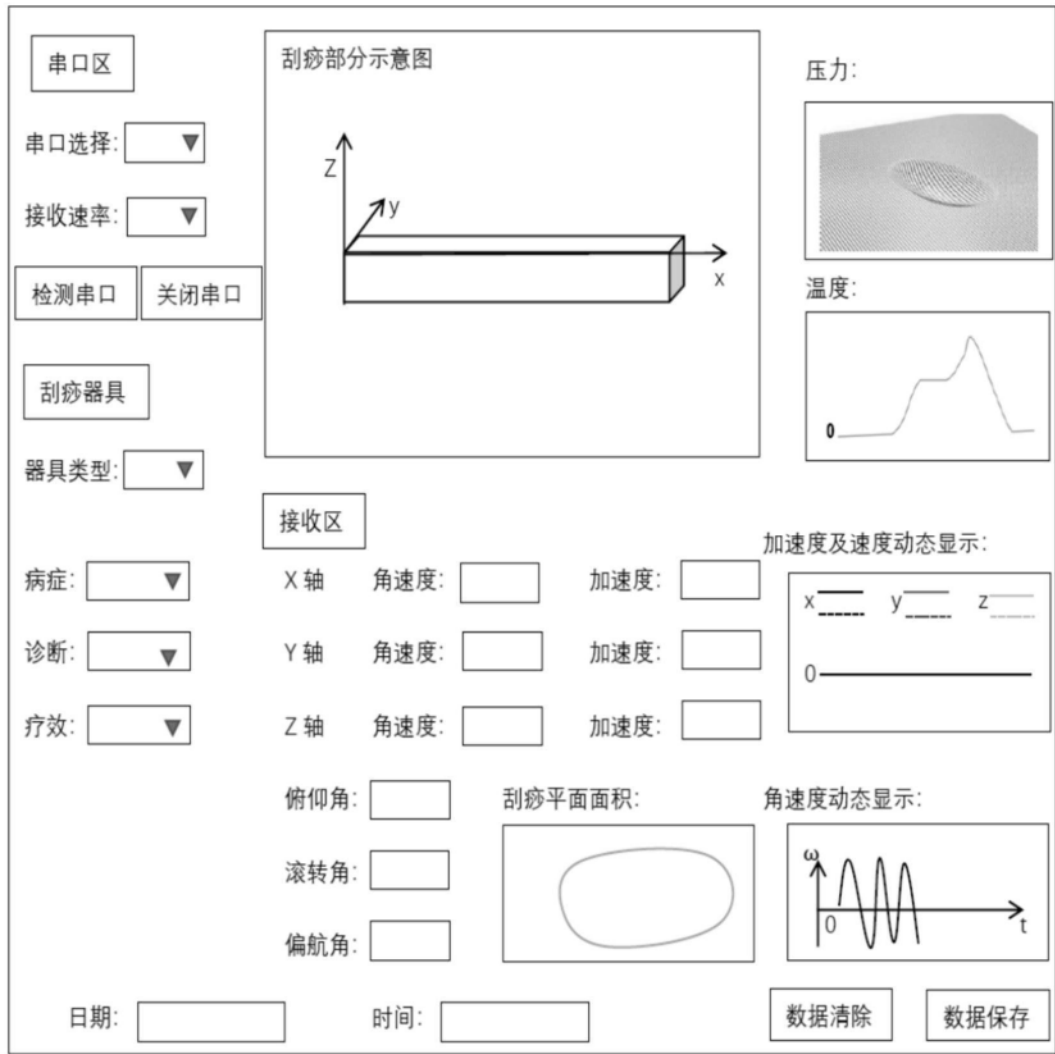 串口区
串口选择:
接收速率:
检测串口
关闭串口
刮痧器具
器具类型:
病症:
诊断:
疗效:
刮痧部分示意图
Z
y
x
压力:
温度:
0
接收区
X 轴 角速度: 加速度:
Y 轴 角速度: 加速度:
Z 轴 角速度: 加速度:
俯仰角:
滚转角:
偏航角:
刮痧平面面积:
加速度及速度动态显示:
x y z
0
角速度动态显示:
ω
0
t
日期:
时间:
数据清除
数据保存